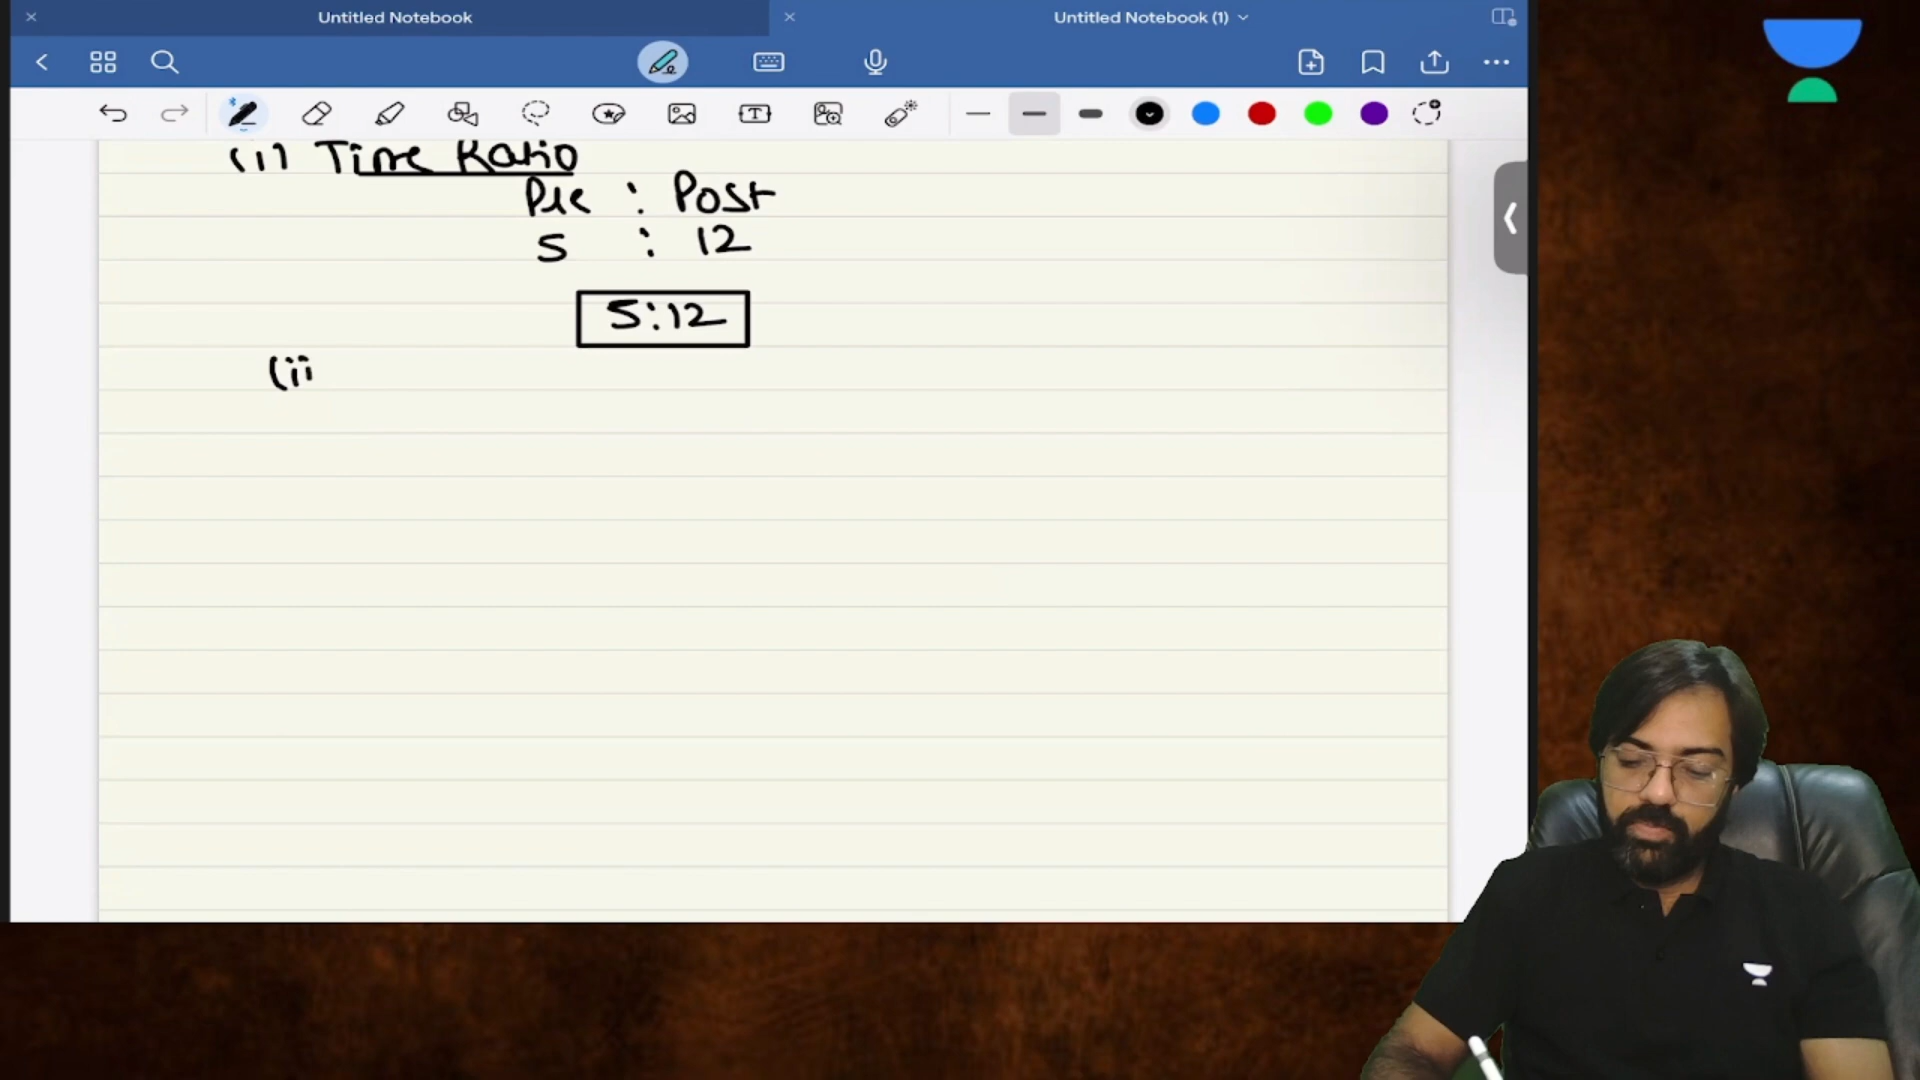 Untitled Notebook
Untitled Notebook (1)
(i) Time Ratio
Pre : Post
5 : 12
5:12
(ii